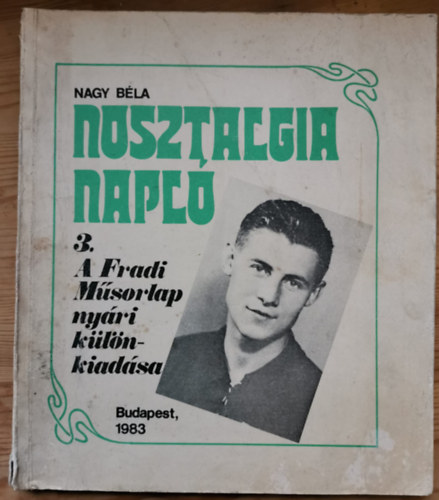 NAGY BÉLA
NOSZTALGIA
NAPLÓ
3.
A Fradi
Műsorlap
nyári
külön-
kiadása
Budapest,
1983